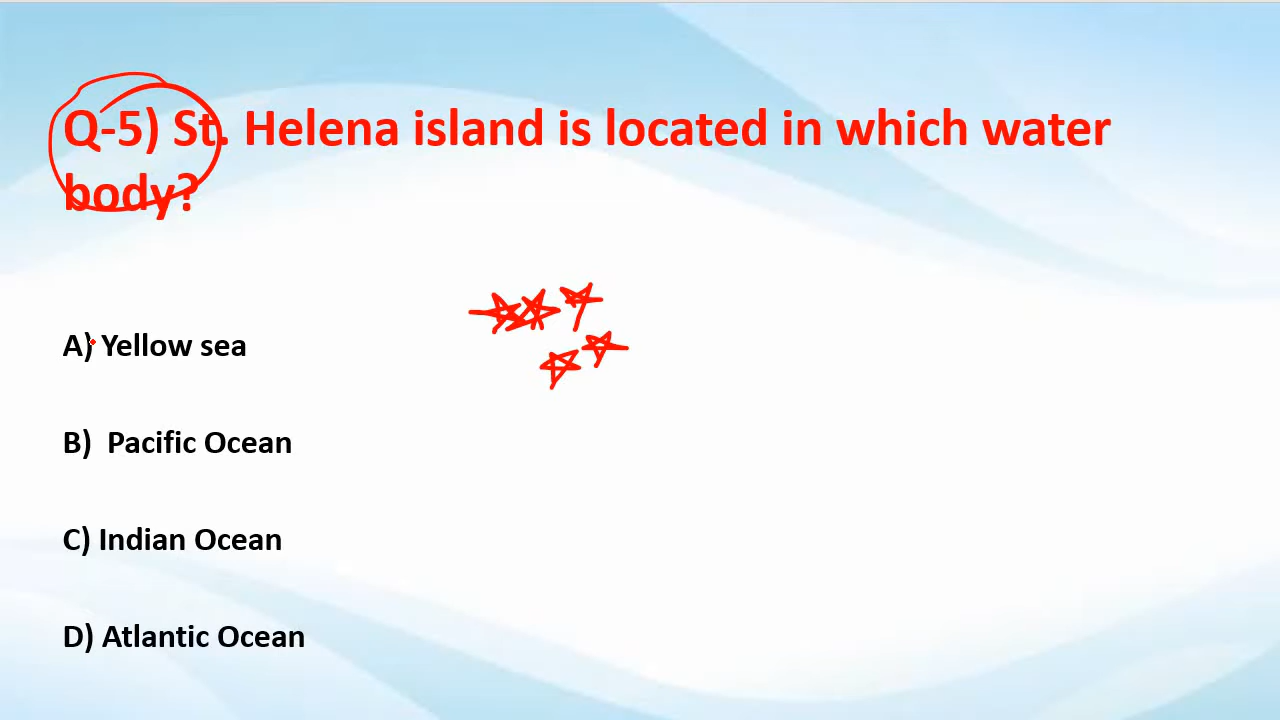 Q-5) St. Helena island is located in which water
body?
A) Yellow sea
B) Pacific Ocean
C) Indian Ocean
D) Atlantic Ocean